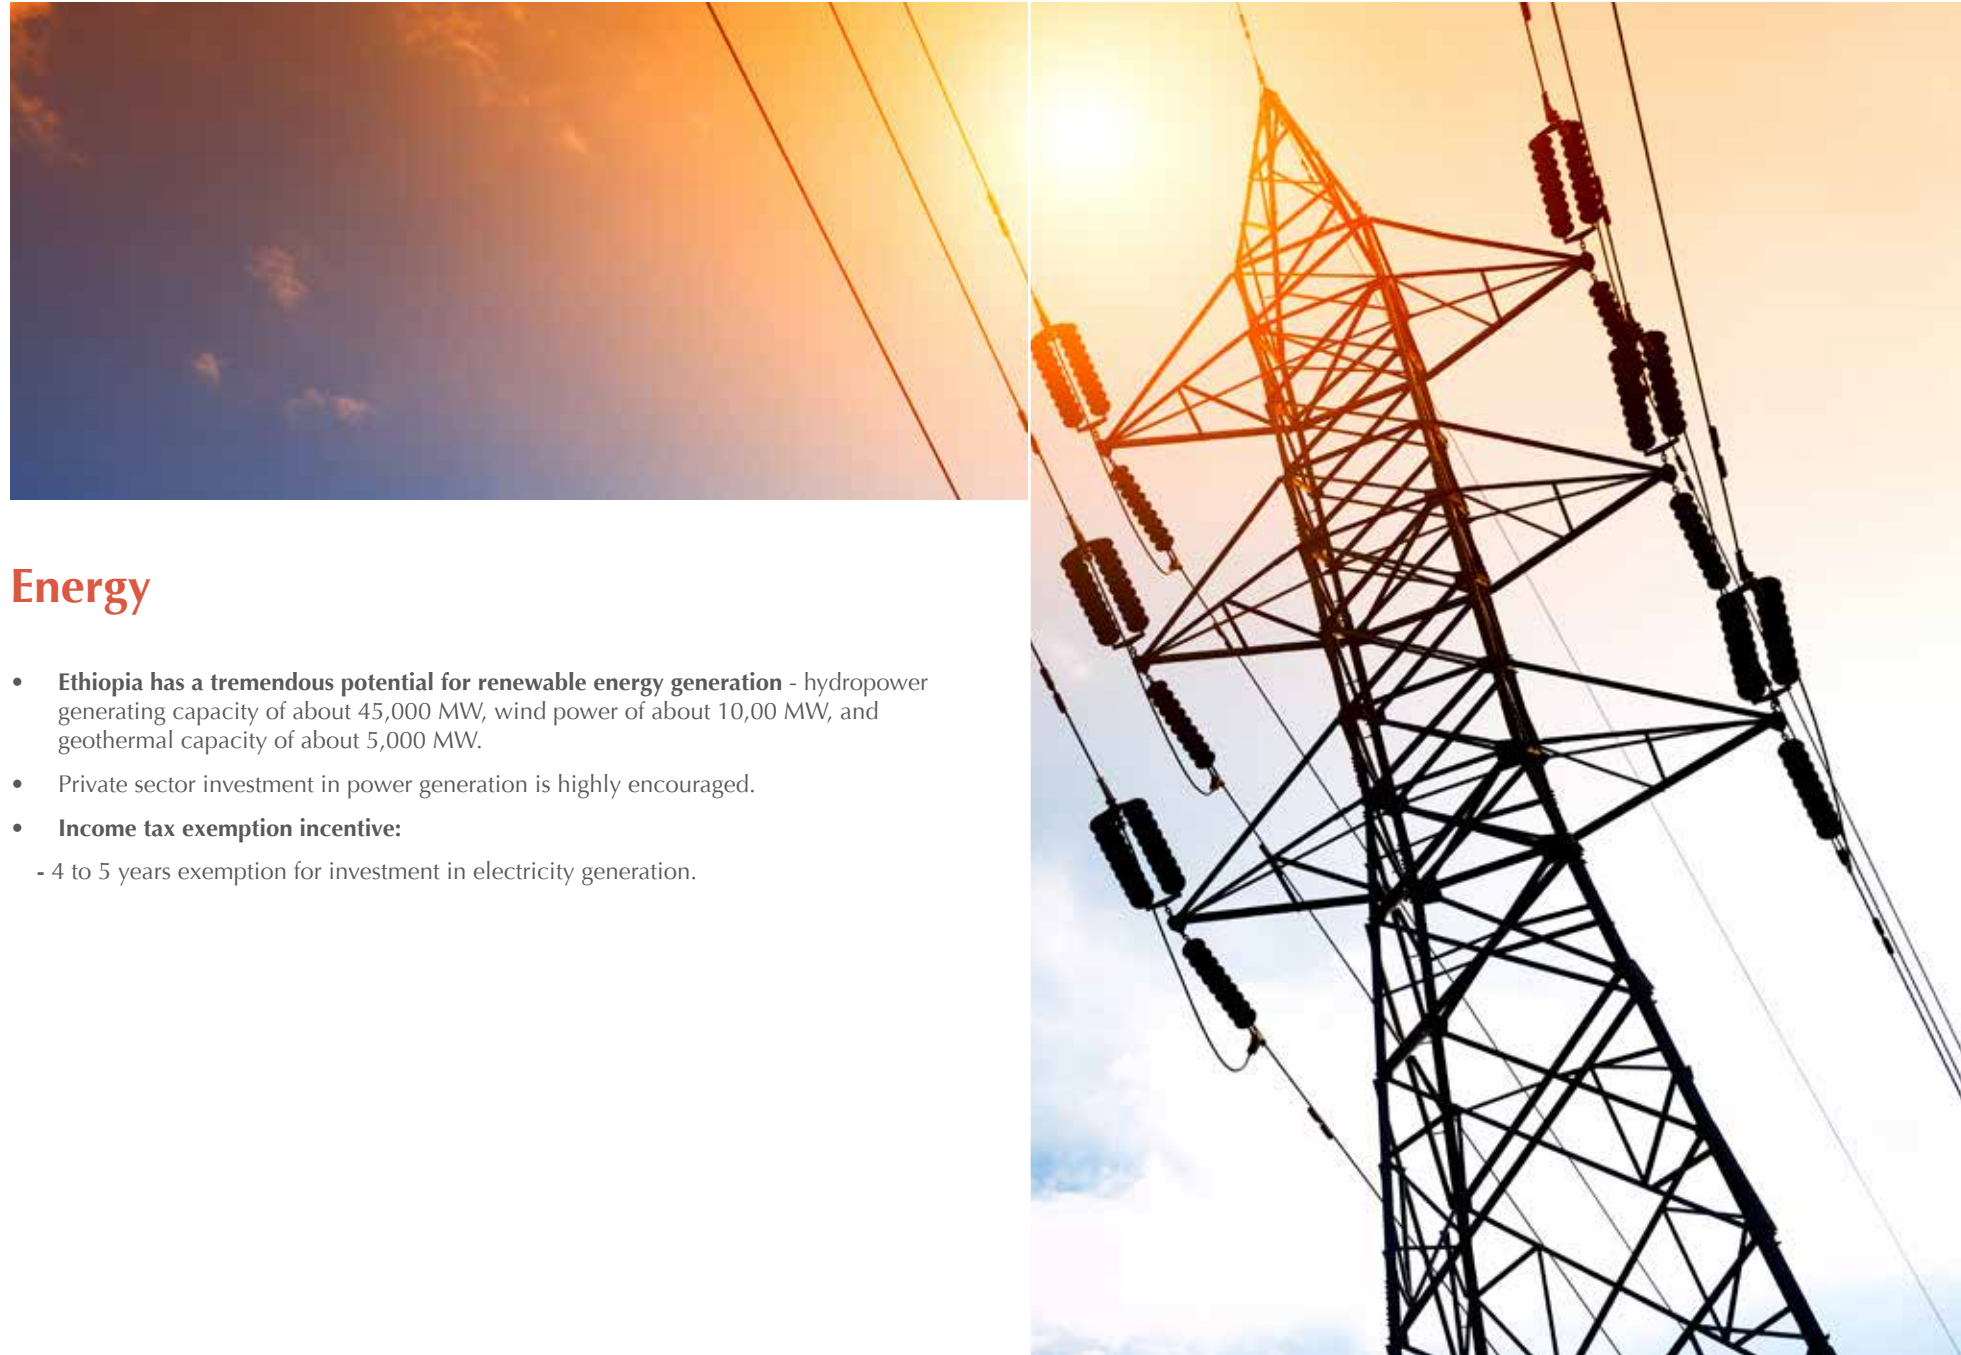 Energy
• Ethiopia has a tremendous potential for renewable energy generation - hydropower
generating capacity of about 45,000 MW, wind power of about 10,00 MW, and
geothermal capacity of about 5,000 MW.
• Private sector investment in power generation is highly encouraged.
• Income tax exemption incentive:
- 4 to 5 years exemption for investment in electricity generation.